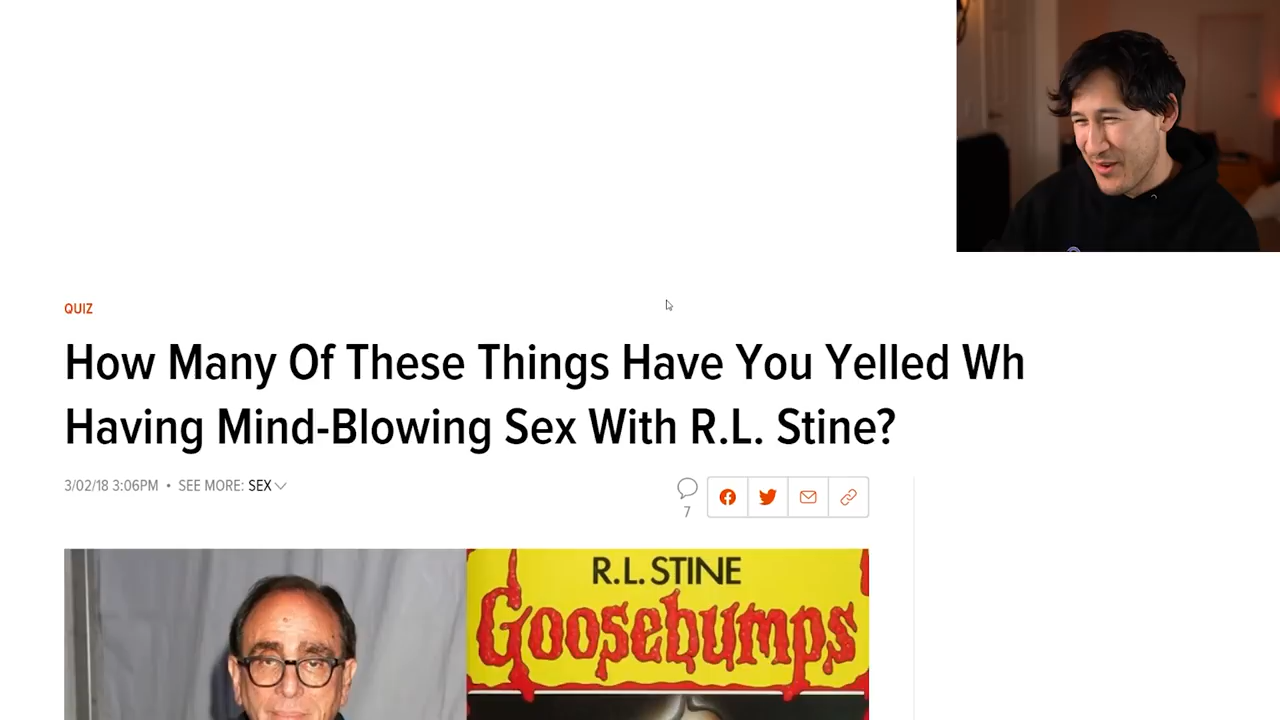 QUIZ
How Many Of These Things Have You Yelled Wh
Having Mind-Blowing Sex With R.L. Stine?
3/02/18 3:06PM • SEE MORE: SEX
7
R.L. STINE
Goosebumps